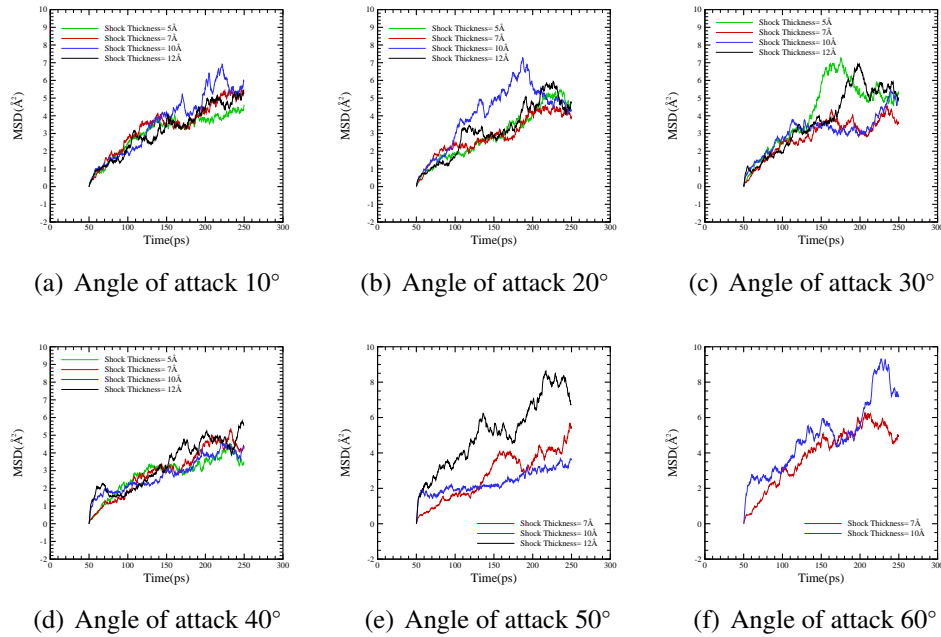 10
9
8
7
6
5
4
3
2
1
0
-1
-2
MSD(Å²)
Shock Thickness= 5Å
Shock Thickness= 7Å
Shock Thickness= 10Å
Shock Thickness= 12Å
0 50 100 150 200 250 300
Time(ps)
(a) Angle of attack 10°
10
9
8
7
6
5
4
3
2
1
0
-1
-2
MSD(Å²)
Shock Thickness= 5Å
Shock Thickness= 7Å
Shock Thickness= 10Å
Shock Thickness= 12Å
0 50 100 150 200 250 300
Time(ps)
(b) Angle of attack 20°
10
9
8
7
6
5
4
3
2
1
0
-1
-2
MSD(Å²)
Shock Thickness= 5Å
Shock Thickness= 7Å
Shock Thickness= 10Å
Shock Thickness= 12Å
0 50 100 150 200 250 300
Time(ps)
(c) Angle of attack 30°
10
9
8
7
6
5
4
3
2
1
0
-1
-2
MSD(Å²)
Shock Thickness= 5Å
Shock Thickness= 7Å
Shock Thickness= 10Å
Shock Thickness= 12Å
0 50 100 150 200 250 300
Time(ps)
(d) Angle of attack 40°
10
8
6
4
2
0
-2
MSD(Å²)
Shock Thickness= 7Å
Shock Thickness= 10Å
Shock Thickness= 12Å
0 50 100 150 200 250 300
Time(ps)
(e) Angle of attack 50°
10
8
6
4
2
0
-2
MSD(Å²)
Shock Thickness= 7Å
Shock Thickness= 10Å
0 50 100 150 200 250 300
Time(ps)
(f) Angle of attack 60°